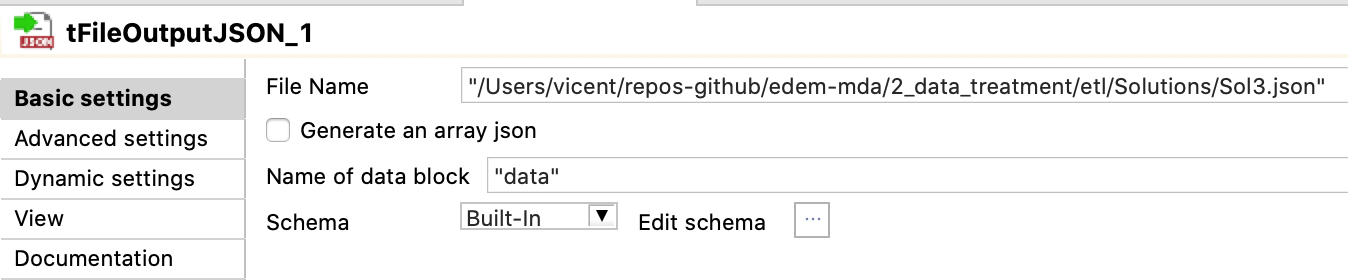 JSON
tFileOutputJSON_1
Basic settings
Advanced settings
Dynamic settings
View
Documentation
File Name "/Users/vicent/repos-github/edem-mda/2_data_treatment/etl/Solutions/Sol3.json"
Generate an array json
Name of data block "data"
Schema Built-In Edit schema ...